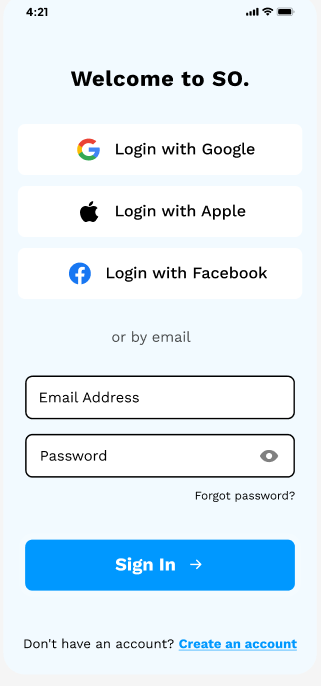 4:21
Welcome to SO.
Login with Google
Login with Apple
Login with Facebook
or by email
Email Address
Password
Forgot password?
Sign In →
Don't have an account? Create an account